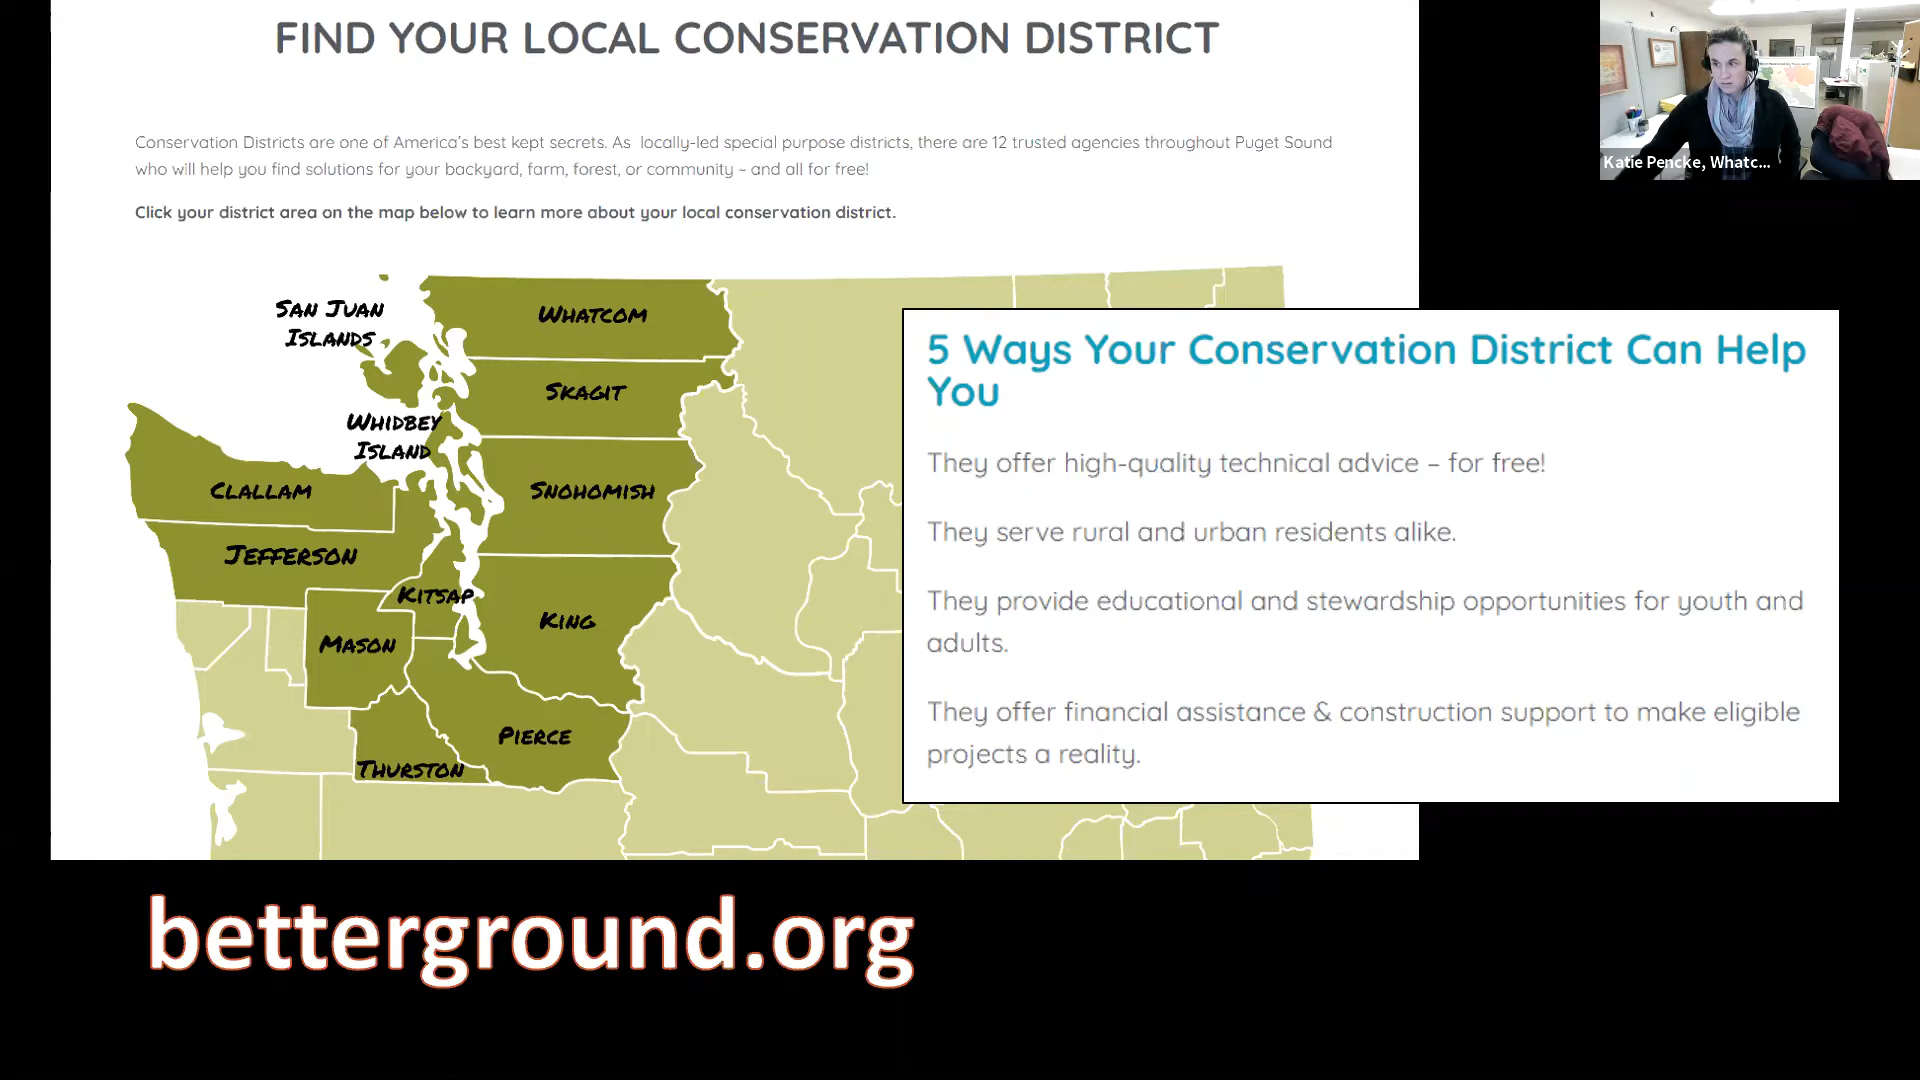 FIND YOUR LOCAL CONSERVATION DISTRICT
Conservation Districts are one of America's best kept secrets. As locally-led special purpose districts, there are 12 trusted agencies throughout Puget Sound
who will help you find solutions for your backyard, farm, forest, or community ~ and all for free!
Click your district area on the map below to learn more about your local conservation district.
SAN JUAN
ISLANDS
WHATCOM
SKAGIT
WHIDBEY
ISLAND
CLALLAM
SNOHOMISH
JEFFERSON
KITSAP
KING
MASON
PIERCE
THURSTON
5 Ways Your Conservation District Can Help
You
They offer high-quality technical advice – for free!
They serve rural and urban residents alike.
They provide educational and stewardship opportunities for youth and
adults.
They offer financial assistance & construction support to make eligible
projects a reality.
betterground.org
Katie Pencke, Whatc...